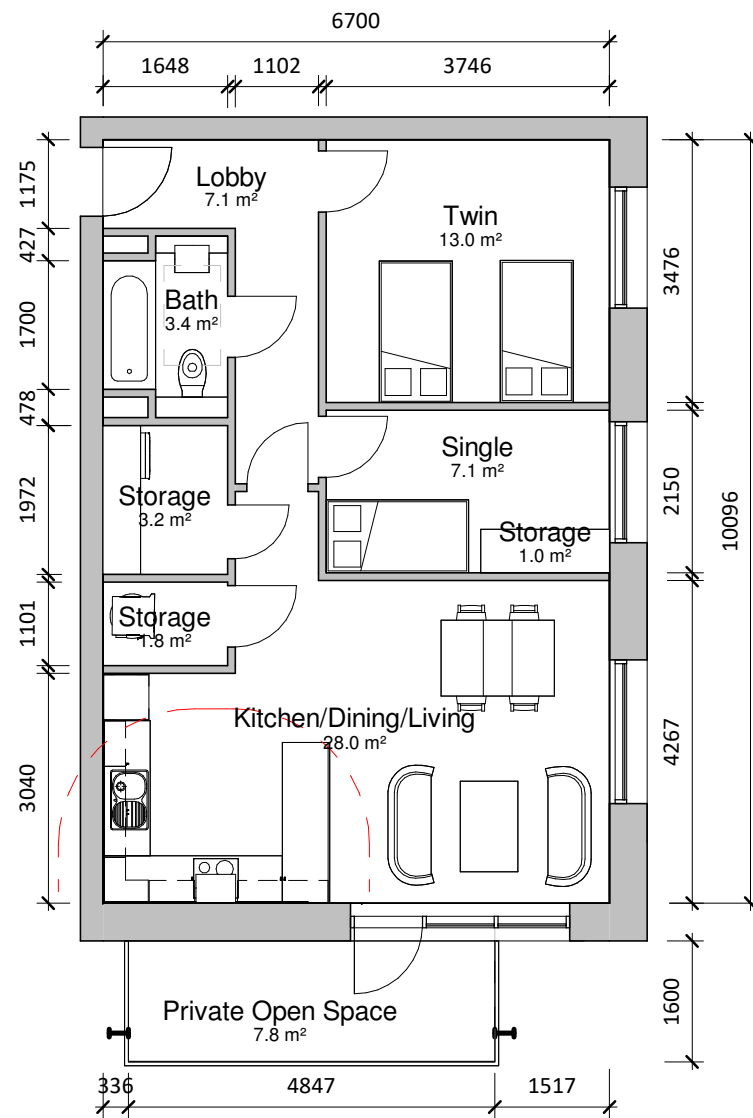 6700
1648
1102
3746
1175
Lobby
7.1 m²
Twin
13.0 m²
427
3476
Bath
3.4 m²
1700
478
Single
7.1 m²
1972
Storage
3.2 m²
2150
Storage
1.0 m²
10096
1101
Storage
1.8 m²
Kitchen/Dining/Living
28.0 m²
3040
4267
Private Open Space
7.8 m²
1600
336
4847
1517